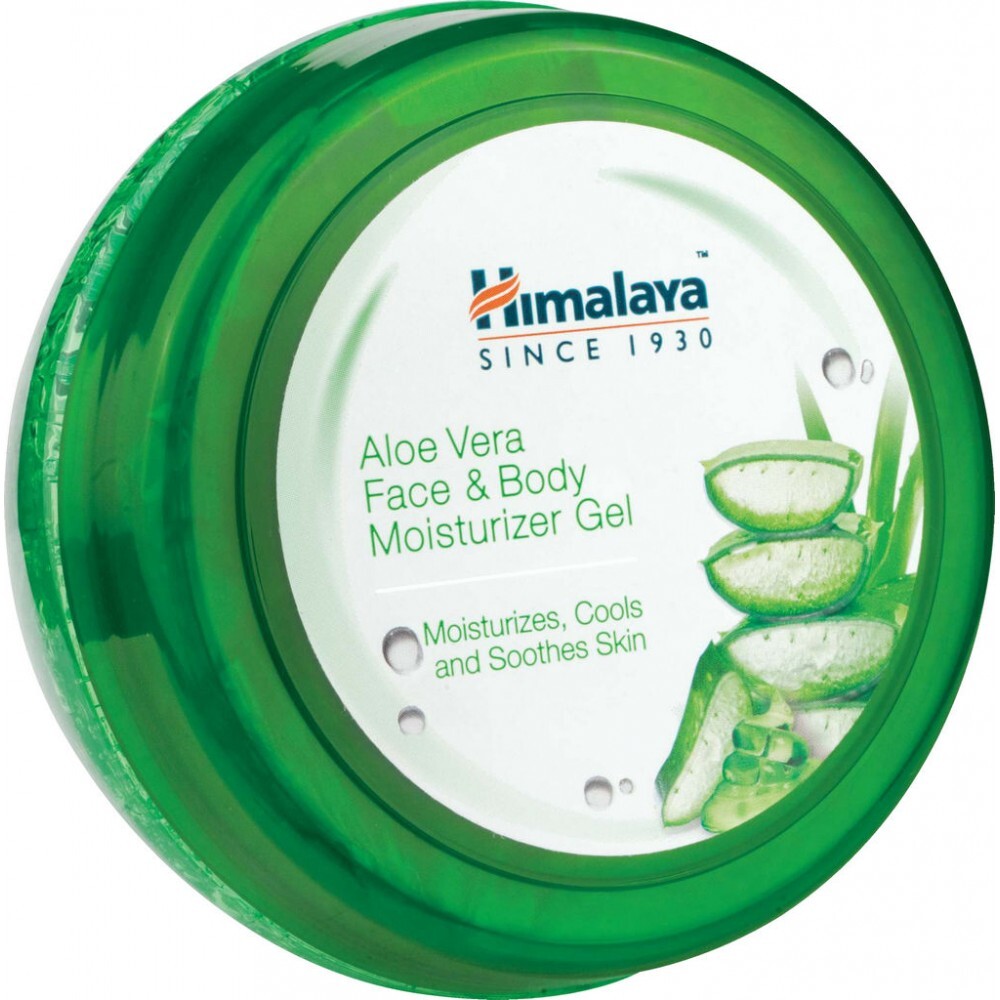 Himalaya™
SINCE 1930
Aloe Vera
Face & Body
Moisturizer Gel
Moisturizes, Cools
and Soothes Skin